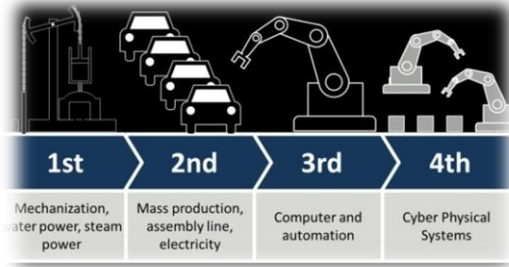 1st
2nd
3rd
4th
Mechanization,
water power, steam
power
Mass production,
assembly line,
electricity
Computer and
automation
Cyber Physical
Systems